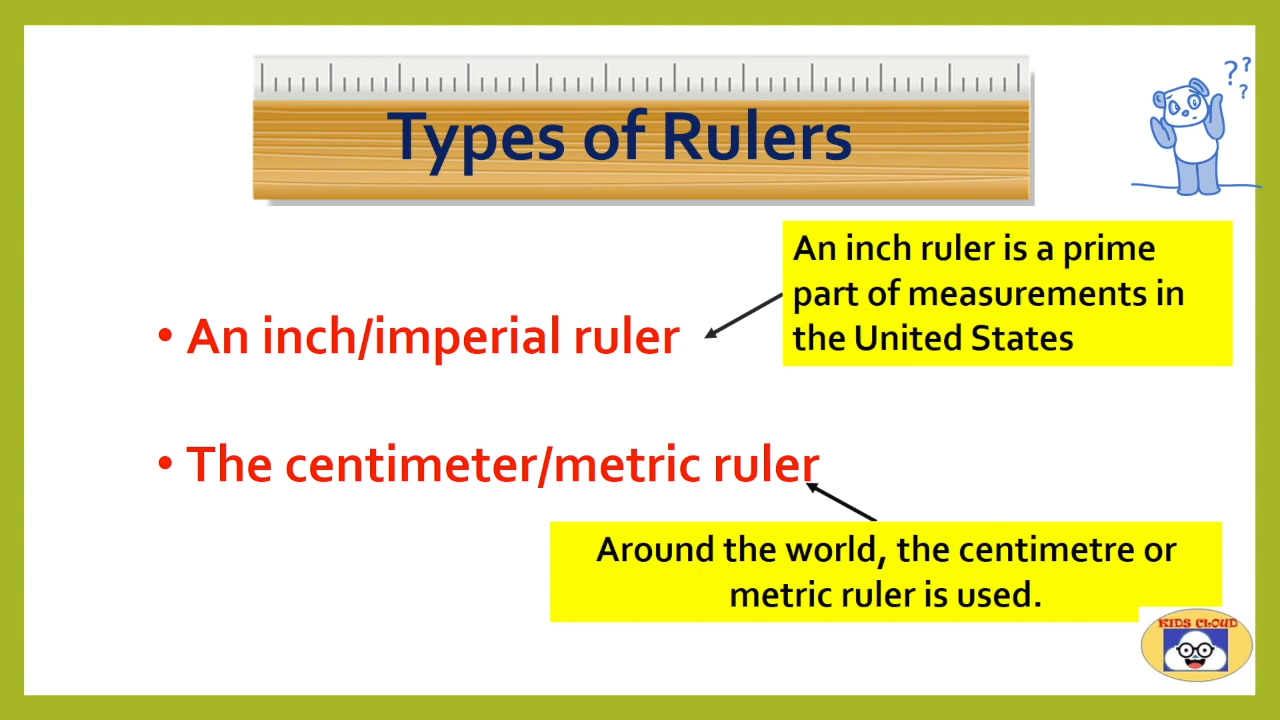 ? ? ?
Types of Rulers
An inch ruler is a prime
part of measurements in
the United States
• An inch/imperial ruler
• The centimeter/metric ruler
Around the world, the centimetre or
metric ruler is used.
KIDS CLOUD